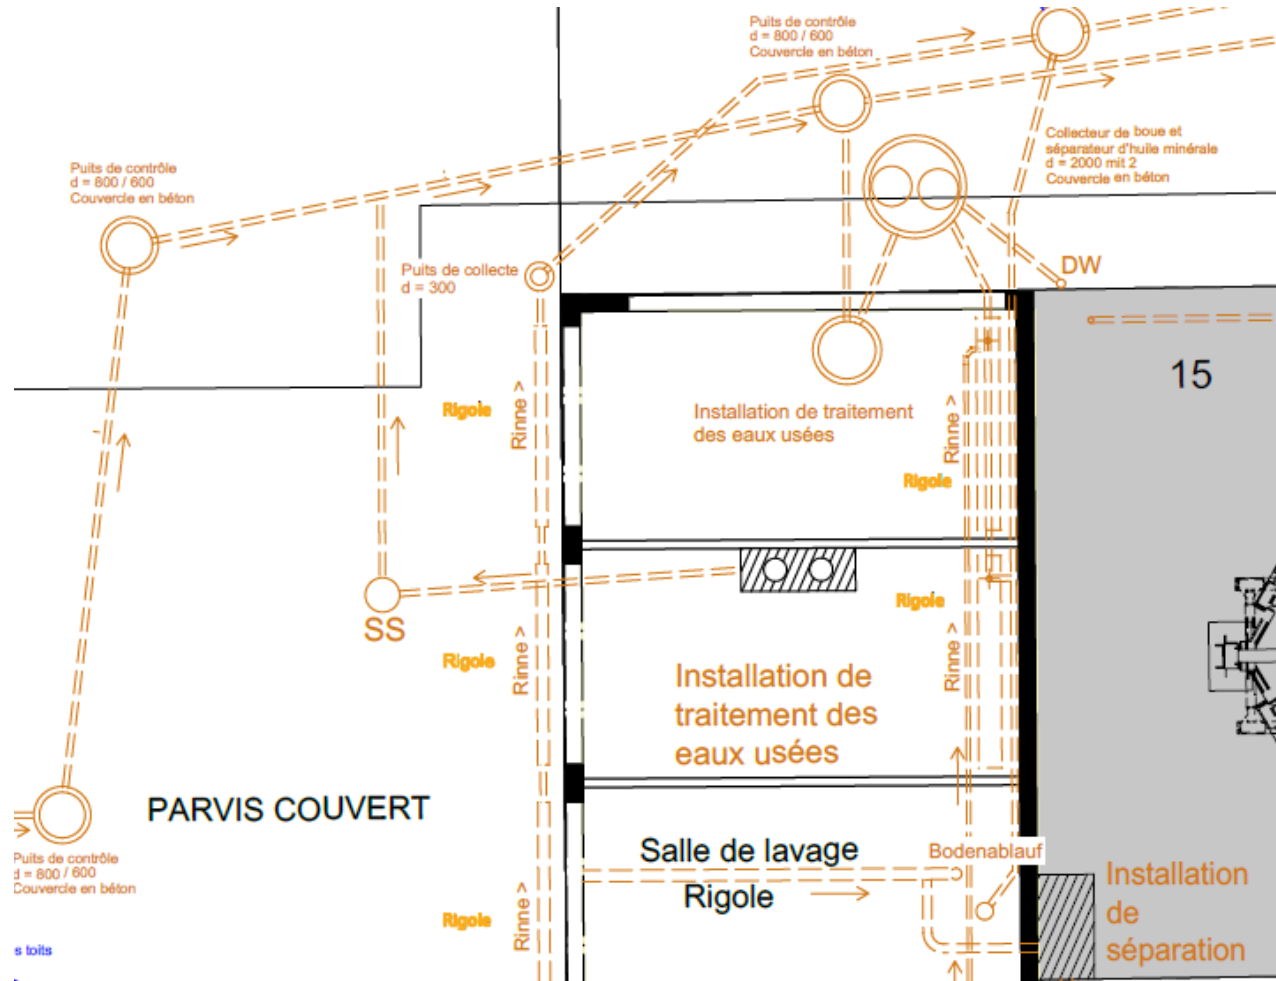 Puits de contrôle
d = 800 / 600
Couvercle en béton
Puits de contrôle
d = 800 / 600
Couvercle en béton
Collecteur de boue et
séparateur d'huile minérale
d = 2000 mit 2
Couvercle en béton
Puits de collecte
d = 300
DW
15
Rigole
Rinne >
Installation de traitement
des eaux usées
Rinne >
Rigole
SS
Rigole
Rigole
Rinne >
Installation de
traitement des
eaux usées
Rinne >
PARVIS COUVERT
Salle de lavage
Bodenablauf
Rigole
Puits de contrôle
d = 800 / 600
Couvercle en béton
Rigole
Rinne >
Installation
de
séparation
s toits